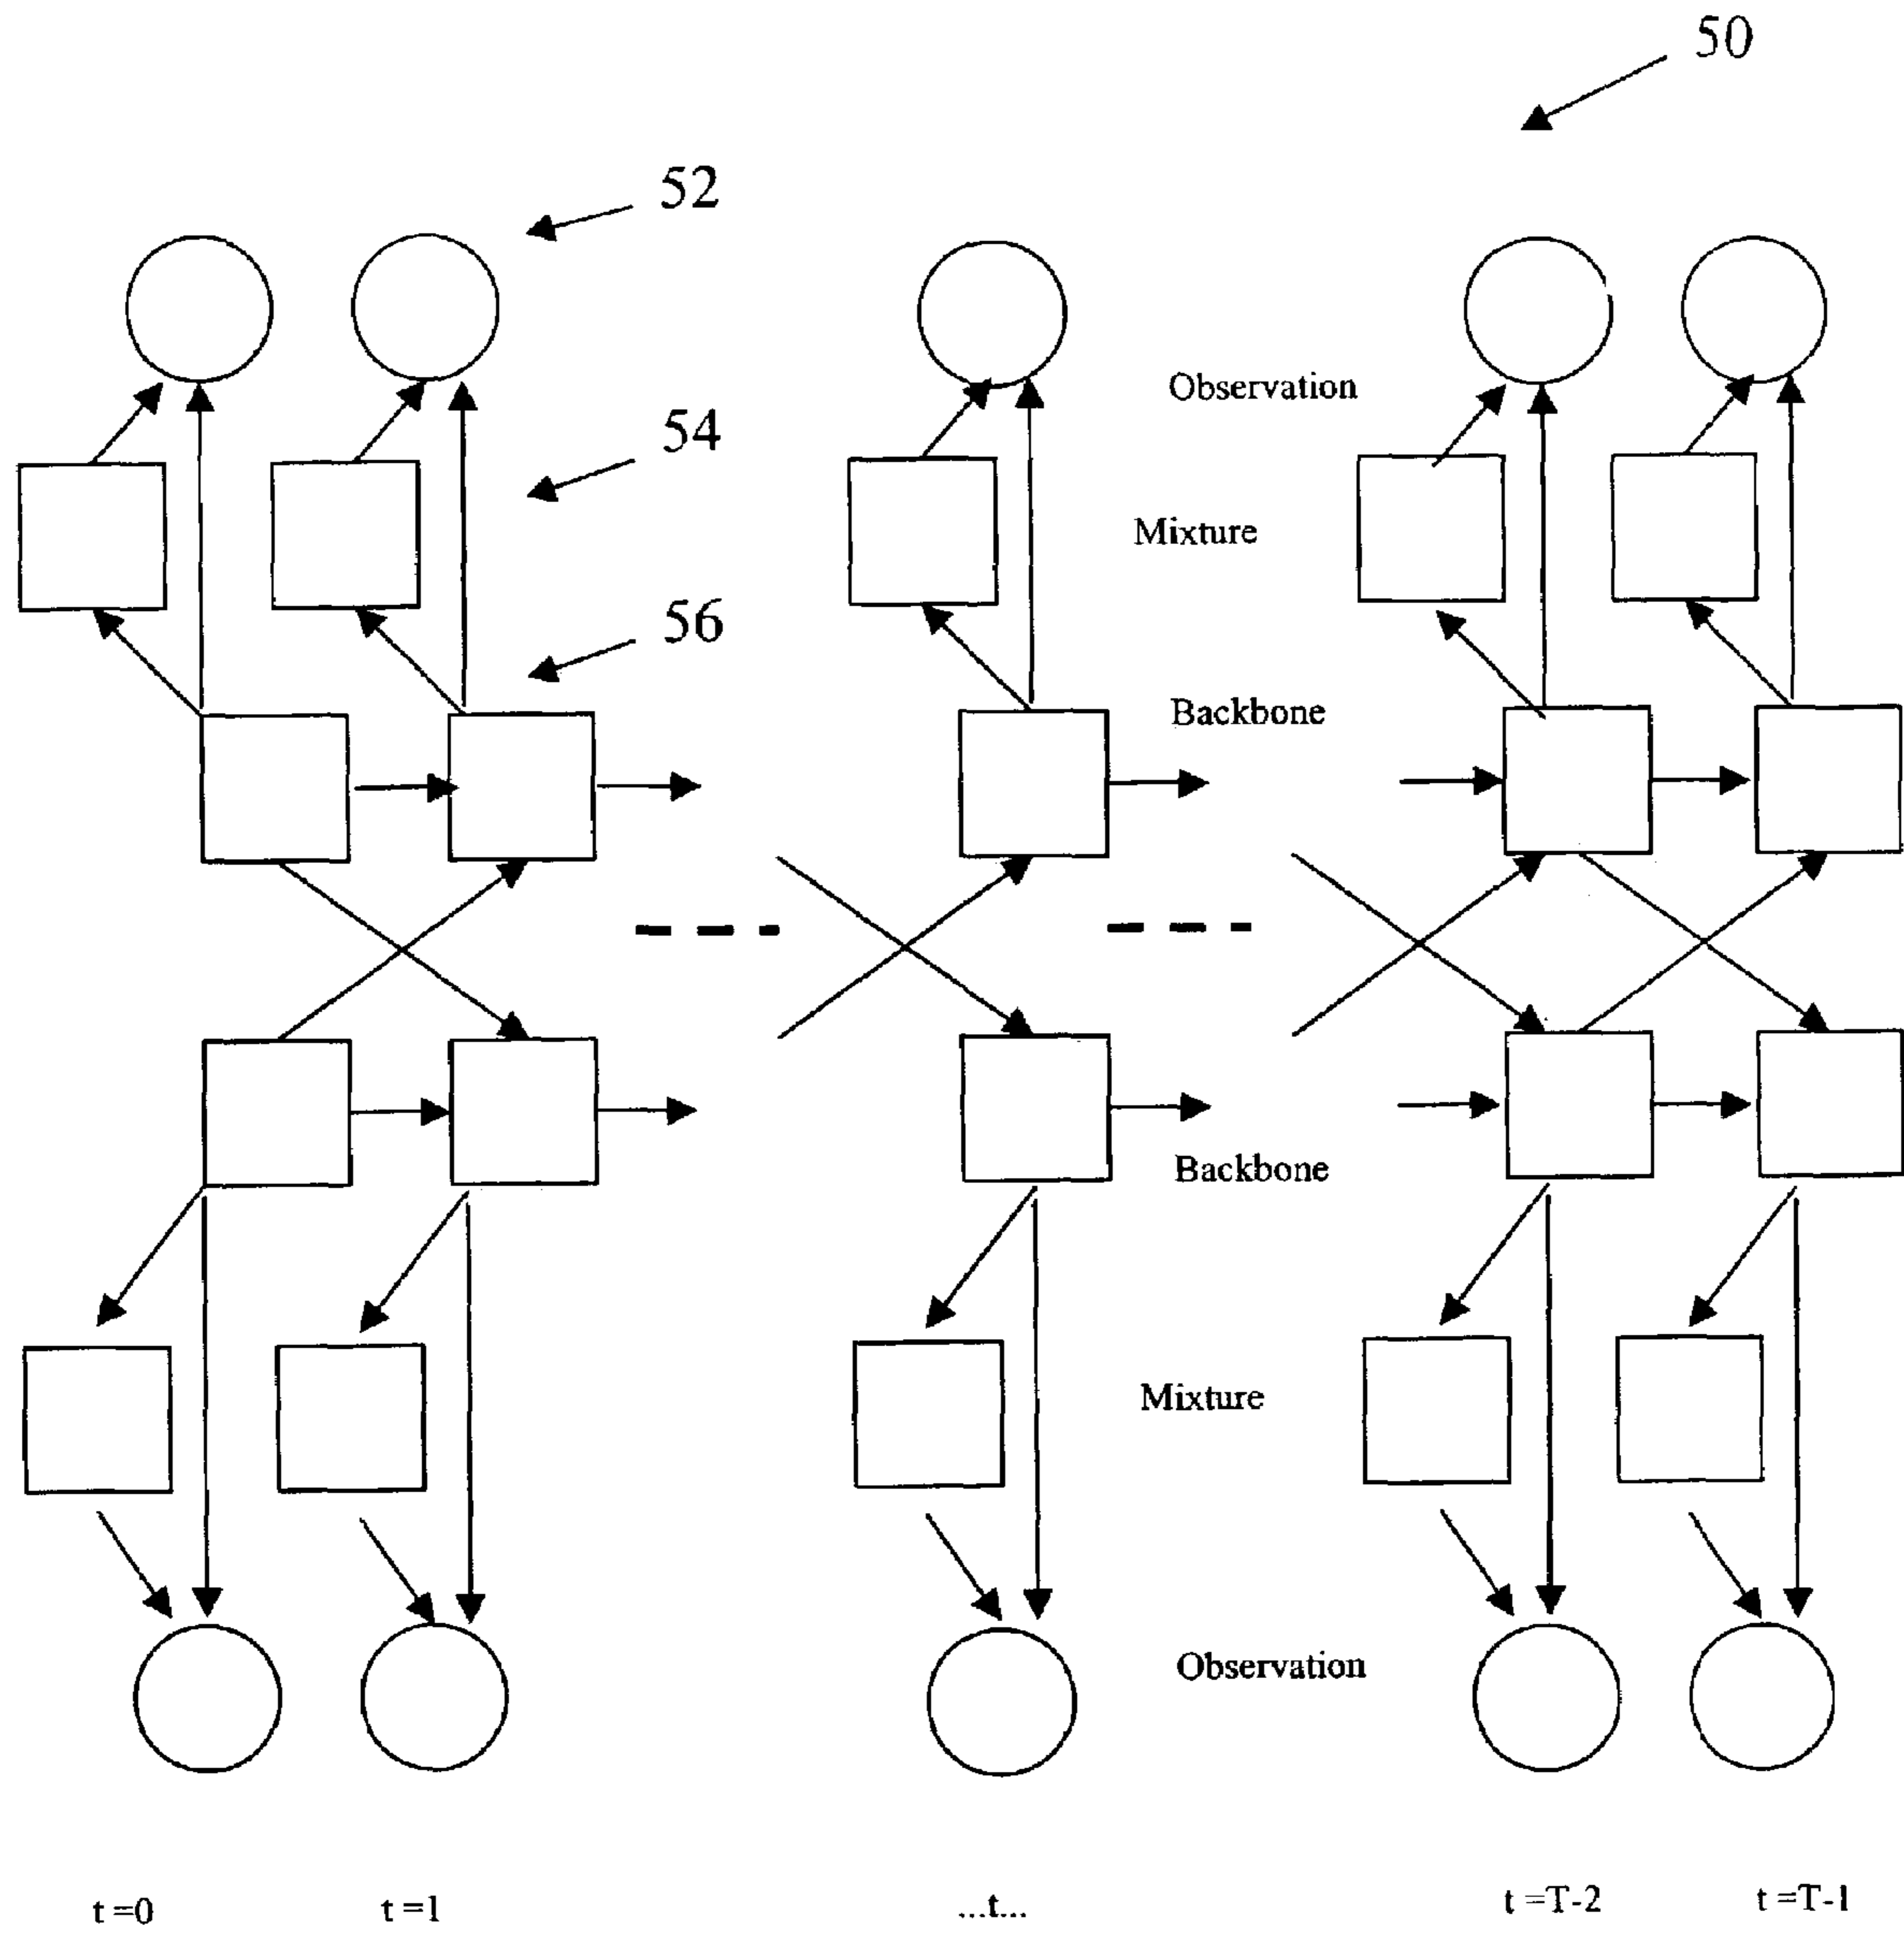 50
52
Observation
54
Mixture
56
Backbone
Backbone
Mixture
Observation
t =0 t =1 ...t... t =T-2 t =T-1